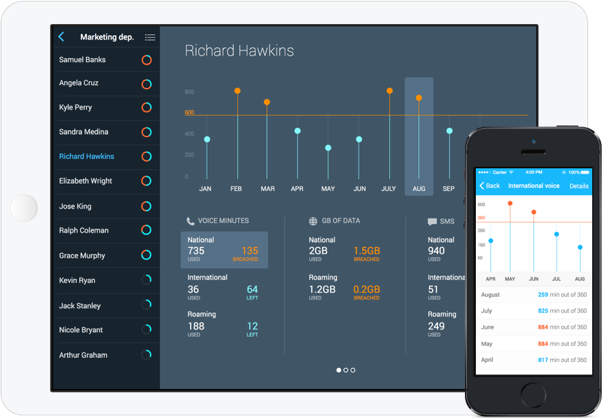 Marketing dep.
Samuel Banks
Angela Cruz
Kyle Perry
Sandra Medina
Richard Hawkins
Elizabeth Wright
Jose King
Ralph Coleman
Grace Murphy
Kevin Ryan
Jack Stanley
Nicole Bryant
Arthur Graham
Richard Hawkins
800
600
400
200
0
JAN FEB MAR APR JUN JUN JULY AUG SEP
VOICE MINUTES
National
735 135
USED BREACHED
International
36 64
USED LEFT
Roaming
188 12
USED LEFT
GB OF DATA
National
2GB 1.5GB
USED BREACHED
Roaming
1.2GB 0.2GB
USED BREACHED
SMS
National
940
USED
Internationa
51
USED
Roaming
249
USED
Carrier 4:08 PM 100%
Back International voice Details
APR MAY JUN JUL AUG
August 259 min out of 360
July 825 min out of 360
June 884 min out of 360
May 884 min out of 360
April 817 min out of 360